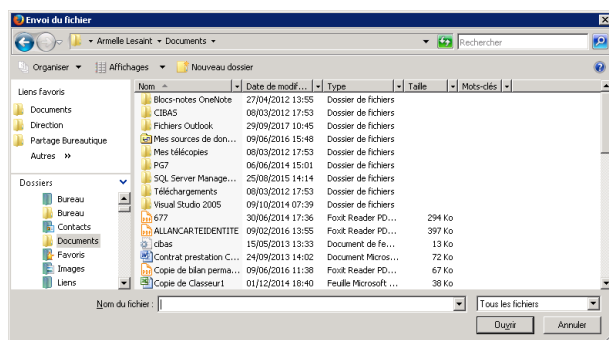 Envoi du fichier
Armelle Lesaint Documents Rechercher
Organiser Affichages Nouveau dossier
Liens favoris
Documents
Direction
Partage Bureautique
Autres »
Dossiers
Bureau
Bureau
Contacts
Documents
Favoris
Images
Liens
Nom Date de modif... Type Taille Mots-clés
Blocs-notes OneNote 27/04/2012 13:55 Dossier de fichiers
CIBAS 08/03/2012 17:53 Dossier de fichiers
Fichiers Outlook 29/09/2017 10:45 Dossier de fichiers
Mes sources de don... 09/06/2016 15:48 Dossier de fichiers
Mes télécopies 08/03/2012 17:53 Dossier de fichiers
PG7 06/06/2014 15:01 Dossier de fichiers
SQL Server Manage... 25/08/2015 14:14 Dossier de fichiers
Téléchargements 08/03/2012 17:53 Dossier de fichiers
Visual Studio 2005 09/10/2014 07:39 Dossier de fichiers
677 30/06/2014 17:36 Foxit Reader PD... 294 Ko
ALLANCARTEIDENTITE 09/02/2016 13:55 Foxit Reader PD... 397 Ko
cibas 15/05/2013 13:33 Document de fe... 13 Ko
Contrat prestation C... 24/09/2013 14:02 Document Micros... 72 Ko
Copie de bilan perma... 09/06/2016 11:38 Foxit Reader PD... 67 Ko
Copie de Classeur1 01/12/2014 18:40 Feuille Microsoft ... 38 Ko
Nom du fichier : Tous les fichiers
Ouvrir Annuler